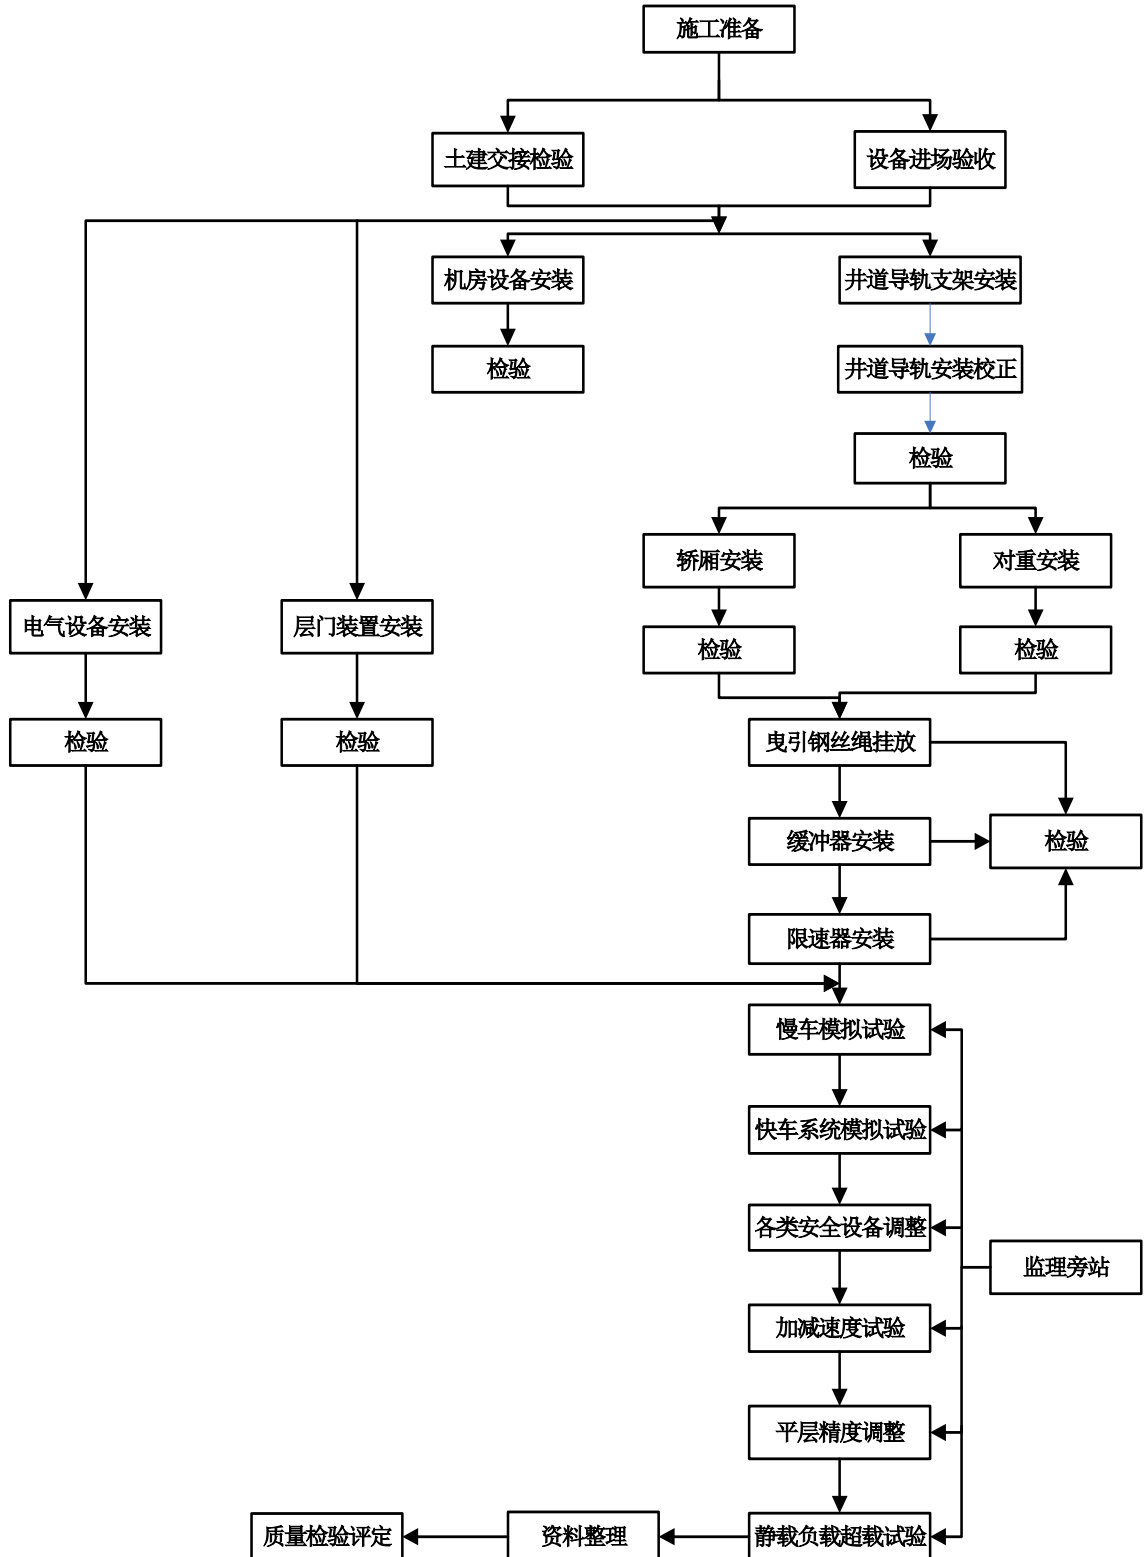 施工准备
土建交接检验
设备进场验收
机房设备安装
井道导轨支架安装
检验
井道导轨安装校正
检验
轿厢安装
对重安装
电气设备安装
层门装置安装
检验
检验
检验
检验
曳引钢丝绳挂放
缓冲器安装
检验
限速器安装
慢车模拟试验
快车系统模拟试验
各类安全设备调整
监理旁站
加减速度试验
平层精度调整
质量检验评定
资料整理
静载负载超载试验